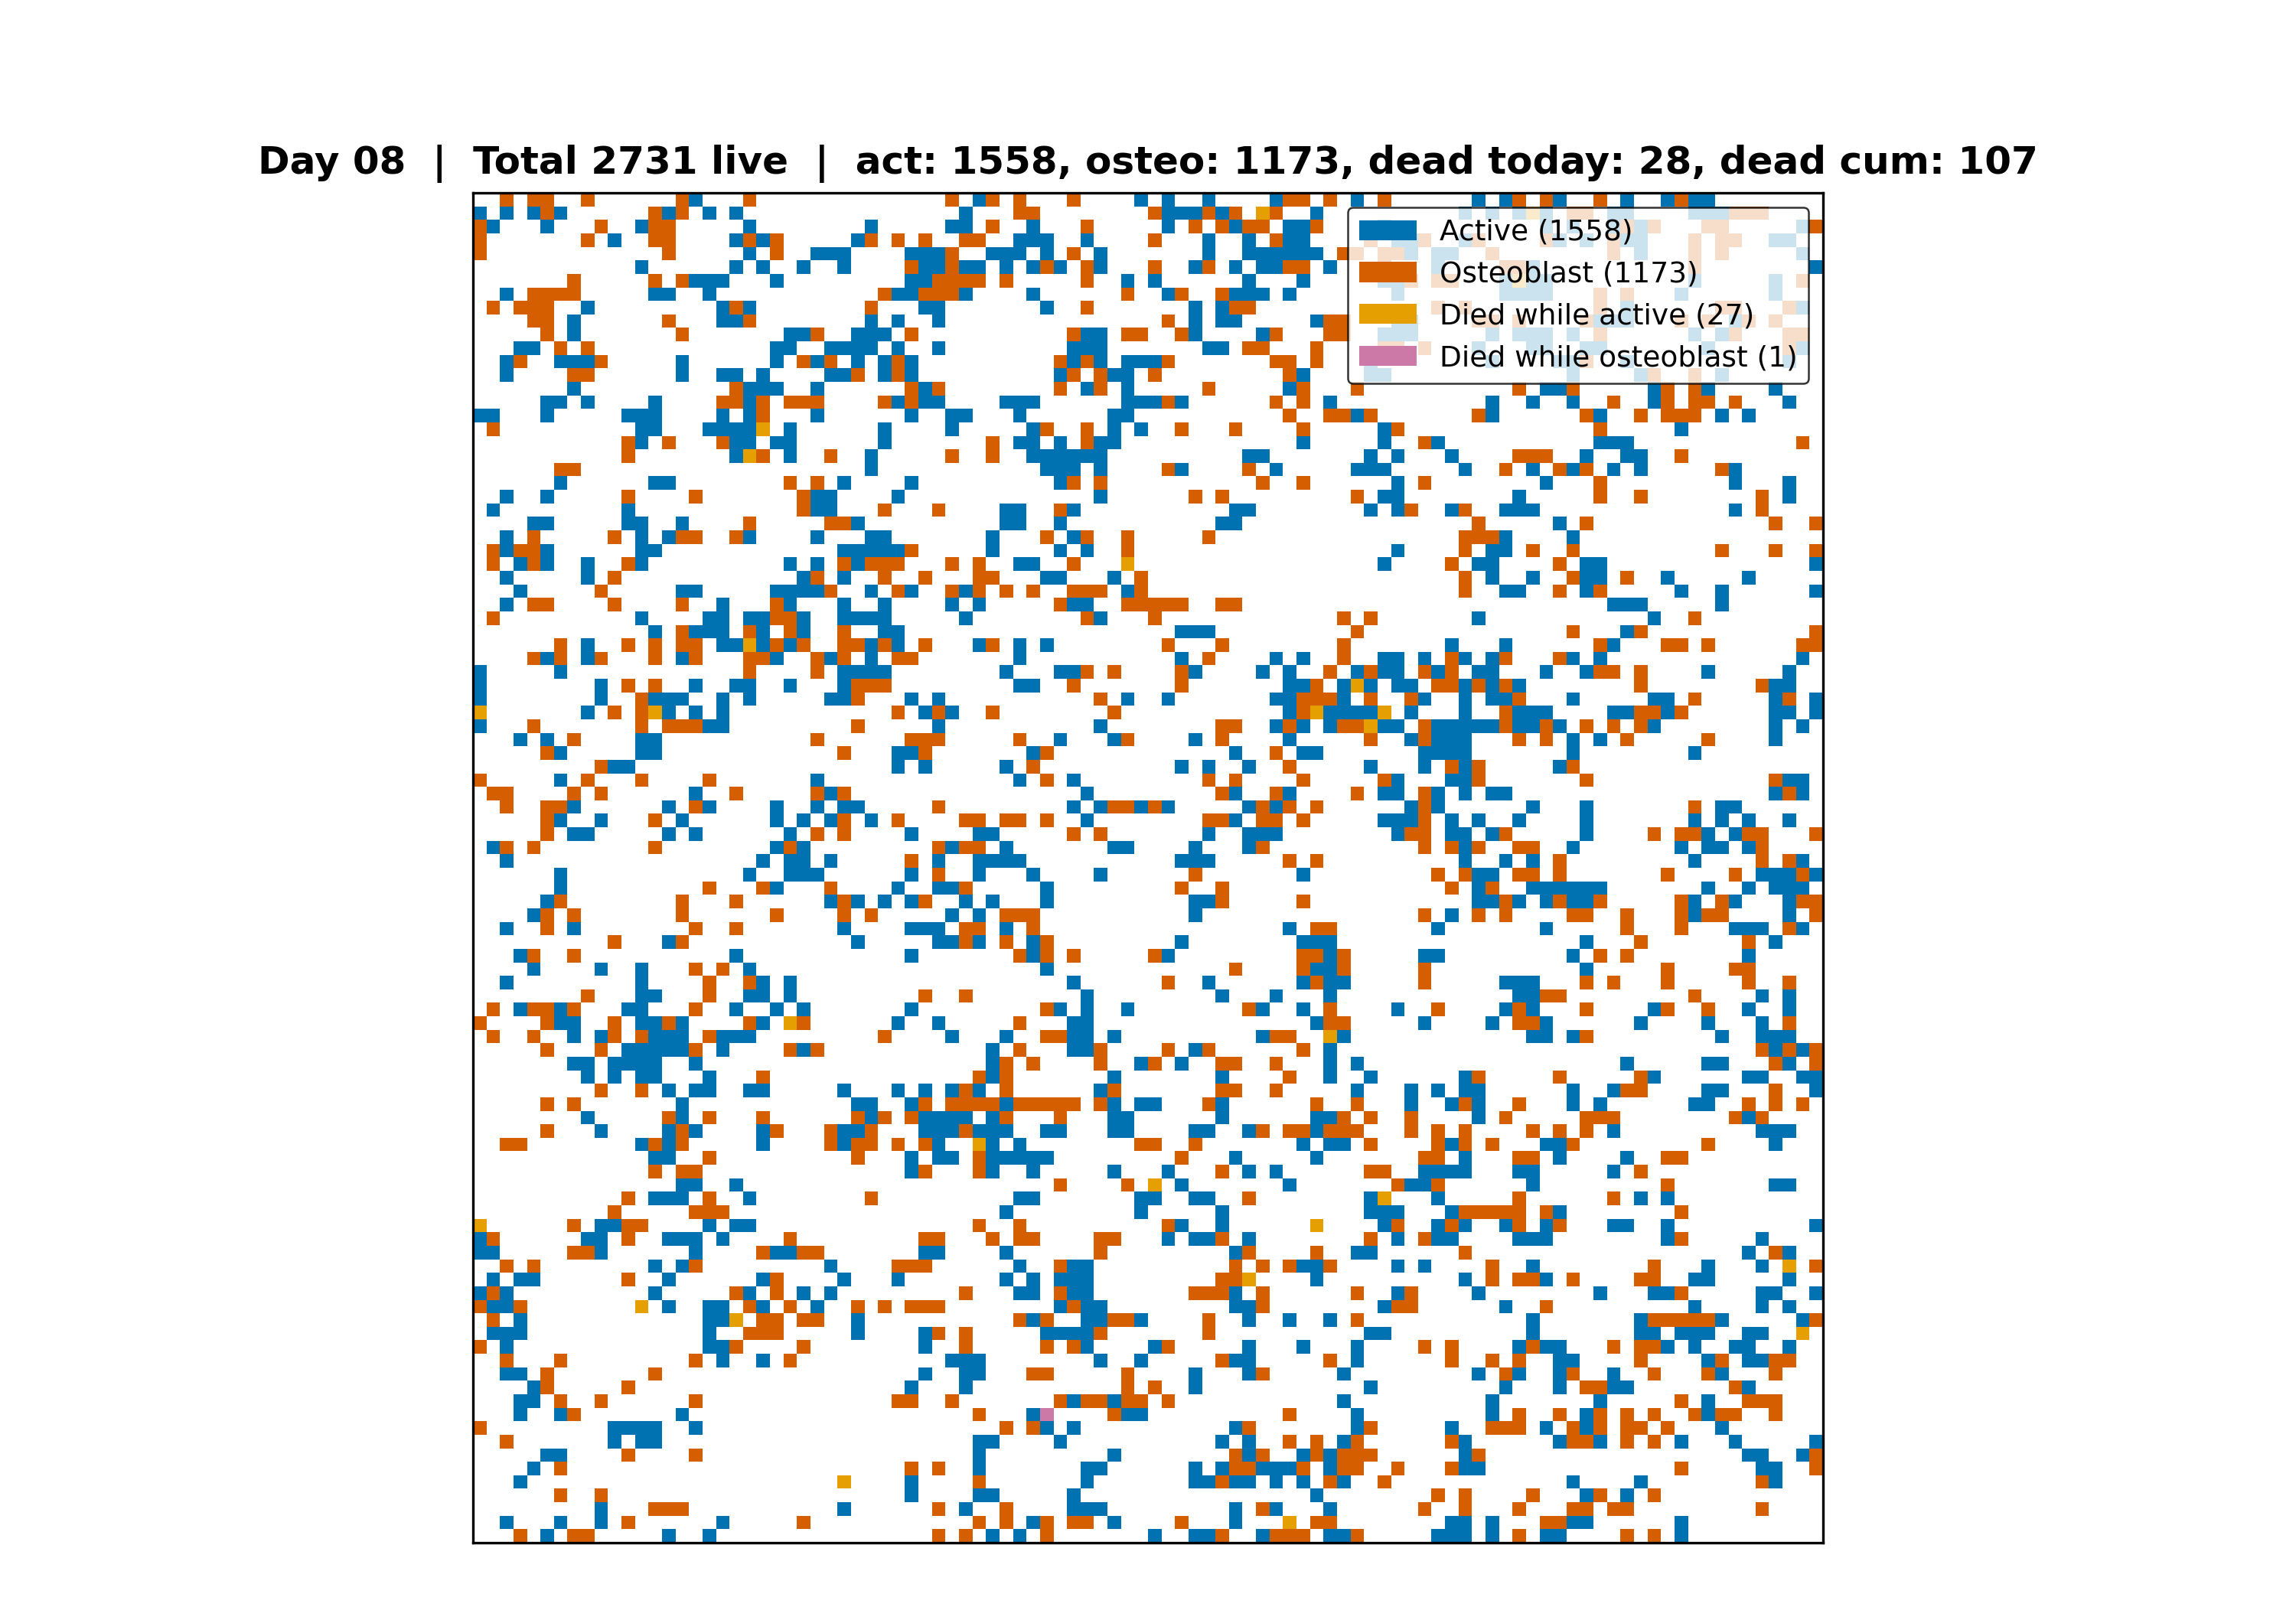 Day 08 | Total 2731 live | act: 1558, osteo: 1173, dead today: 28, dead cum: 107
Active (1558)
Osteoblast (1173)
Died while active (27)
Died while osteoblast (1)